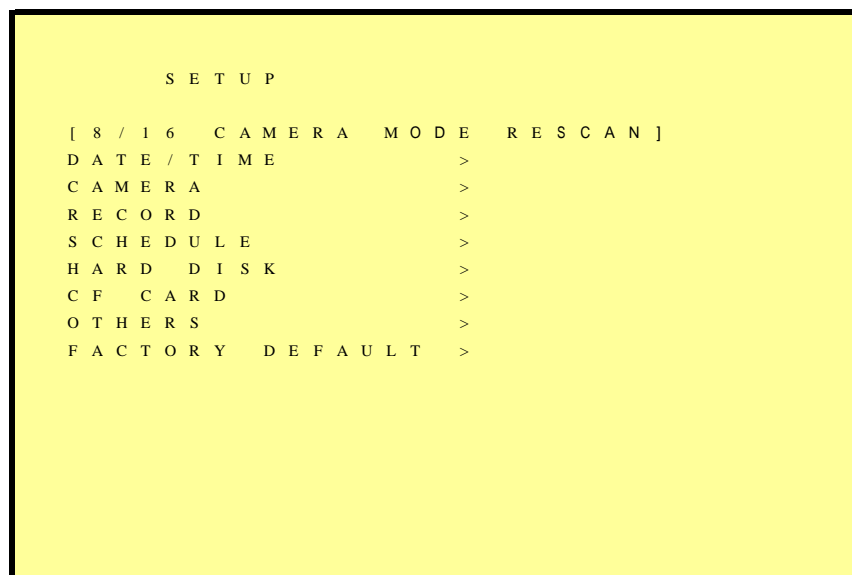 SETUP
[8/16 CAMERA MODE RESCAN]
DATE/TIME >
CAMERA >
RECORD >
SCHEDULE >
HARD DISK >
CF CARD >
OTHERS >
FACTORY DEFAULT >